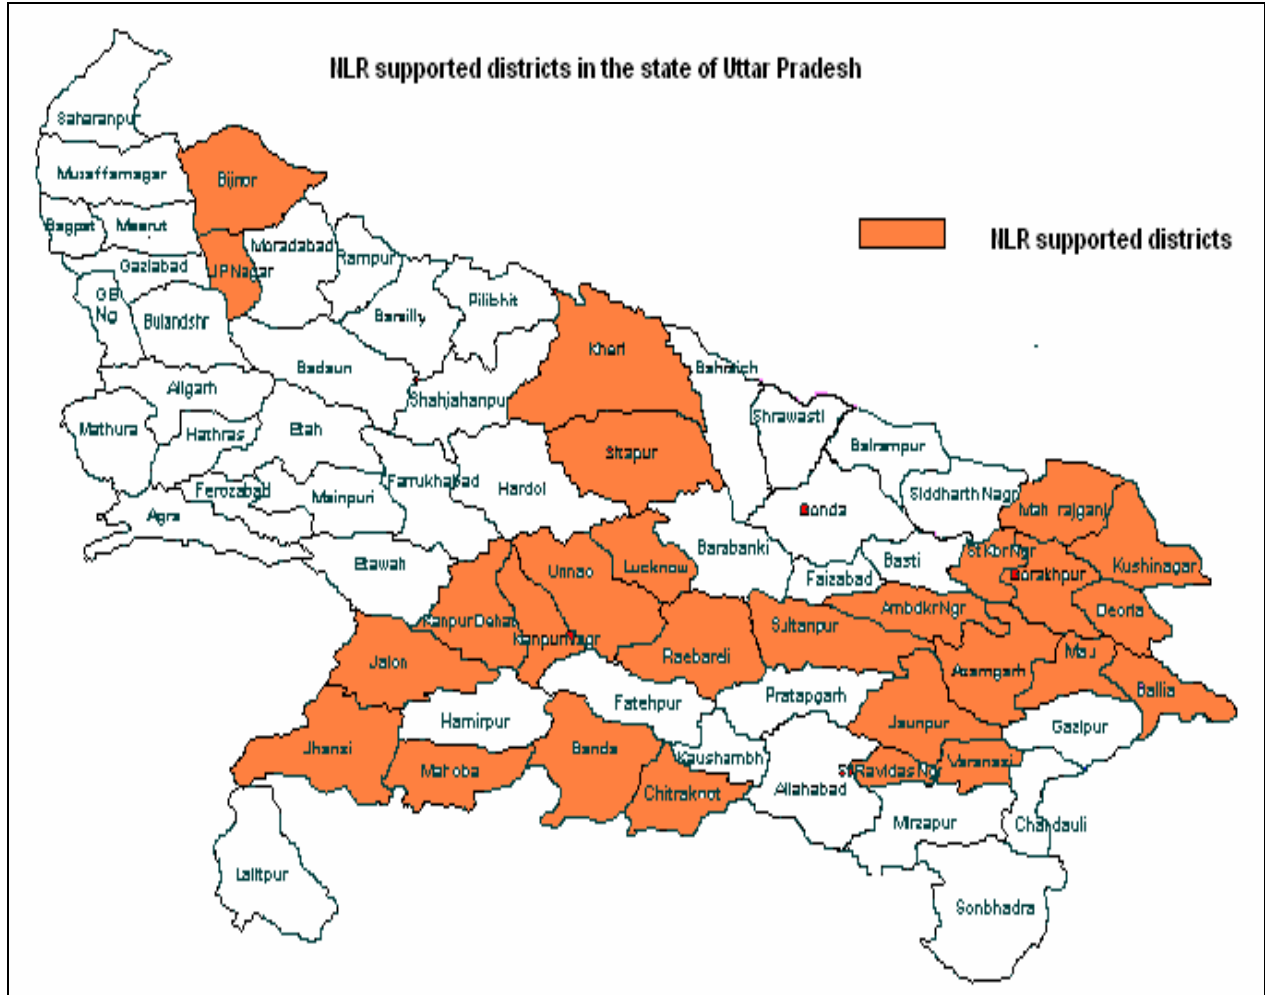 NLR supported districts in the state of Uttar Pradesh
Saharanpur
Muzaffarnagar
Bijnor
Bagpat
Meerut
NLR supported districts
Moradabad
Rampur
Gaziabad
JP Nagar
GB
Ng
Bulandshr
Bareilly
Pilibhit
Kheri
Badaun
Bahraich
Aligarh
Shahjahanpur
Shrawasti
Mathura
Hathras
Etah
Balrampur
Sitapur
Farrukhabad
Hardoi
Ferozabad
Mainpuri
Siddharth Nagr
Agra
Gonda
Mah rajganj
Barabanki
St Kbr Ngr
Etawah
Unnao
Lucknow
Faizabad
Basti
Gorakhpur
Kushinagar
Ambdkr Ngr
Deoria
Kanpur Dehat
Kanpur Nagr
Sultanpur
Jalon
Raebareli
Azamgarh
Mau
Ballia
Fatehpur
Pratapgarh
Hamirpur
Jaunpur
Gazipur
Jhansi
Banda
Mahoba
Kaushambh
Varanasi
St Ravidas Ngr
Chitrakoot
Allahabad
Mirzapur
Chandauli
Lalitpur
Sonbhadra